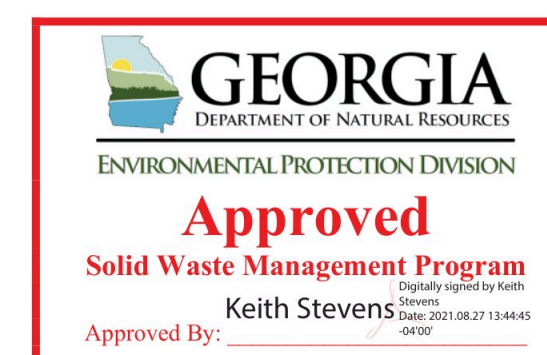 GEORGIA
DEPARTMENT OF NATURAL RESOURCES
ENVIRONMENTAL PROTECTION DIVISION
Approved
Solid Waste Management Program
Approved By: Keith Stevens
Digitally signed by Keith
Stevens
Date: 2021.08.27 13:44:45
-04'00'